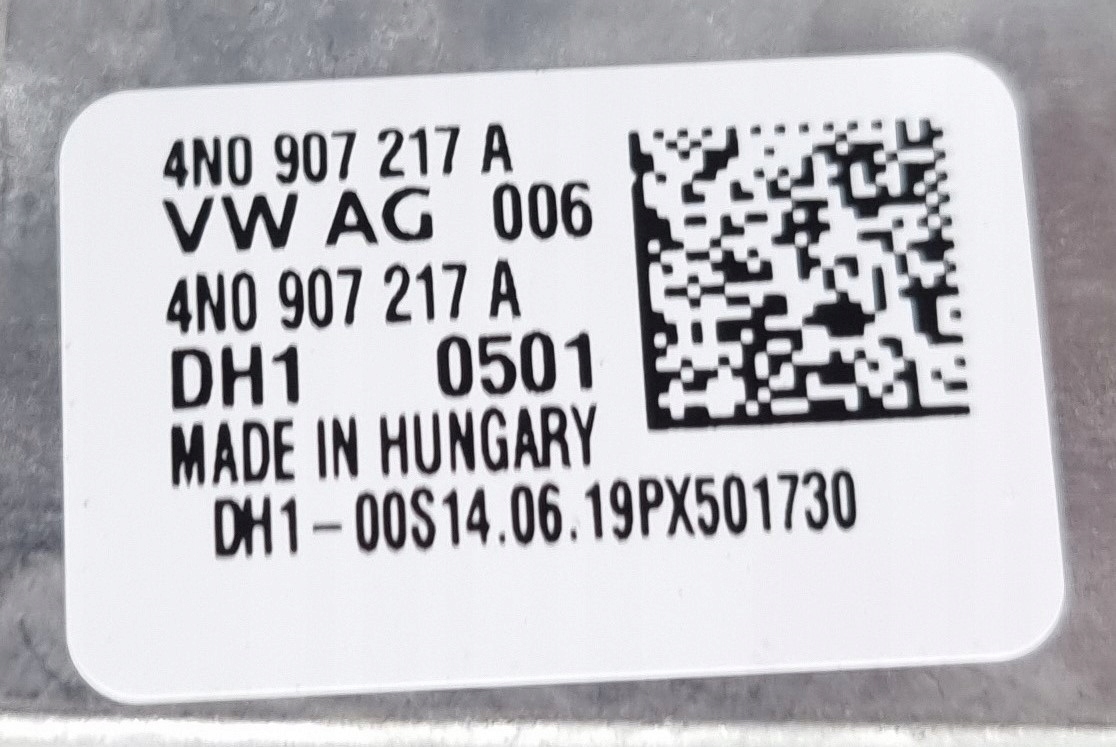 4N0 907 217 A
VW AG 006
4N0 907 217 A
DH1 0501
MADE IN HUNGARY
DH1-00S14.06.19PX501730